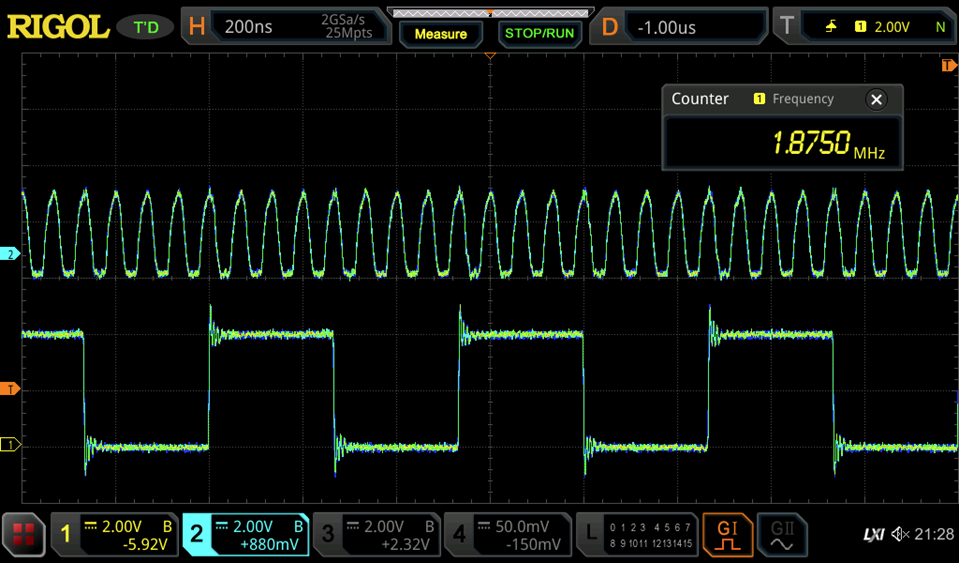 RIGOL T'D H 200ns 2GSa/s 25Mpts Measure STOP/RUN D -1.00us T 1 2.00V N
T
Counter 1 Frequency
1.8750 MHz
2
T
1
1 2.00V B -5.92V
2 2.00V B +880mV
3 2.00V +2.32V
4 50.0mV -150mV
L 0 1 2 3 4 5 6 7
8 9 10 11 12 13 14 15
GI GII LXI 21:28